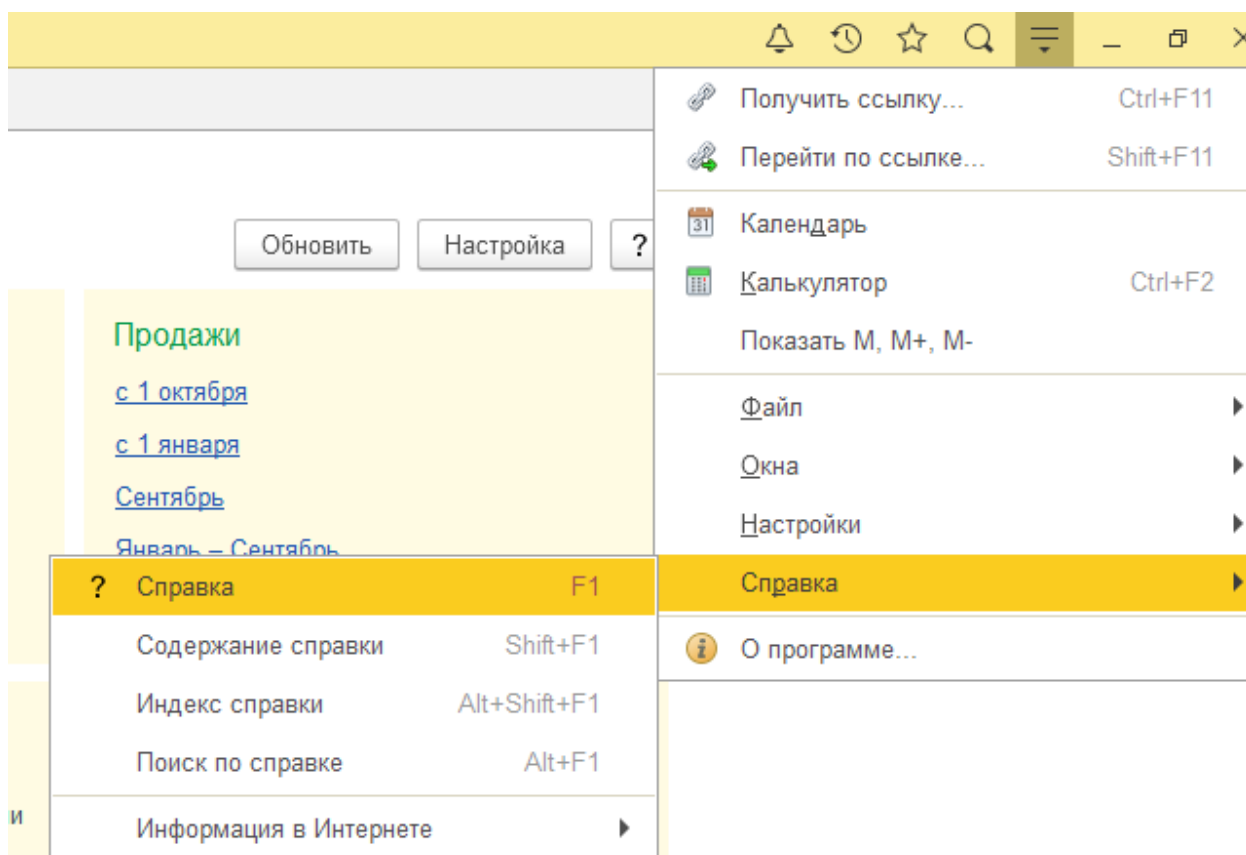 Получить ссылку... Ctrl+F11
Перейти по ссылке... Shift+F11
31 Календарь
Калькулятор Ctrl+F2
Показать M, M+, M-
Файл
Окна
Настройки
Справка
О программе...
Обновить Настройка ?
Продажи
с 1 октября
с 1 января
Сентябрь
Январь – Сентябрь
? Справка F1
Содержание справки Shift+F1
Индекс справки Alt+Shift+F1
Поиск по справке Alt+F1
Информация в Интернете
и